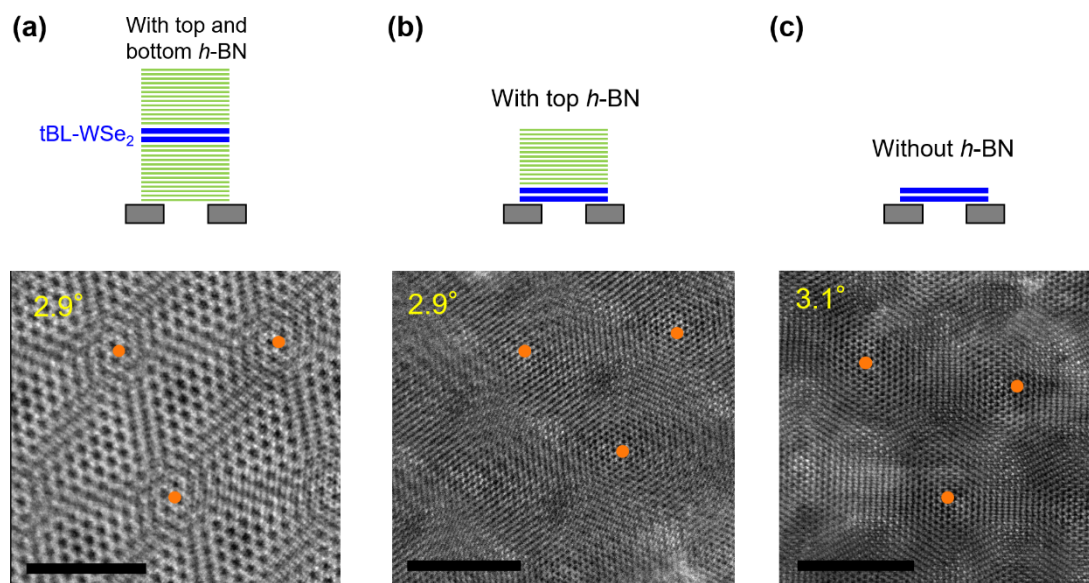 (a)
With top and
bottom h-BN
tBL-WSe₂
2.9°
(b)
With top h-BN
2.9°
(c)
Without h-BN
3.1°